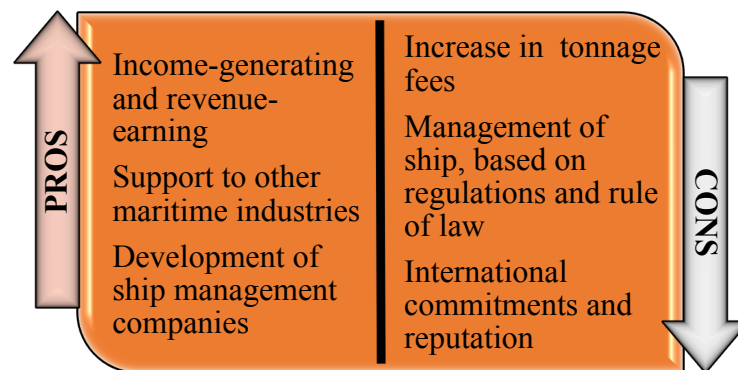 PROS
Income-generating
and revenue-
earning
Support to other
maritime industries
Development of
ship management
companies
Increase in tonnage
fees
Management of
ship, based on
regulations and rule
of law
International
commitments and
reputation
CONS